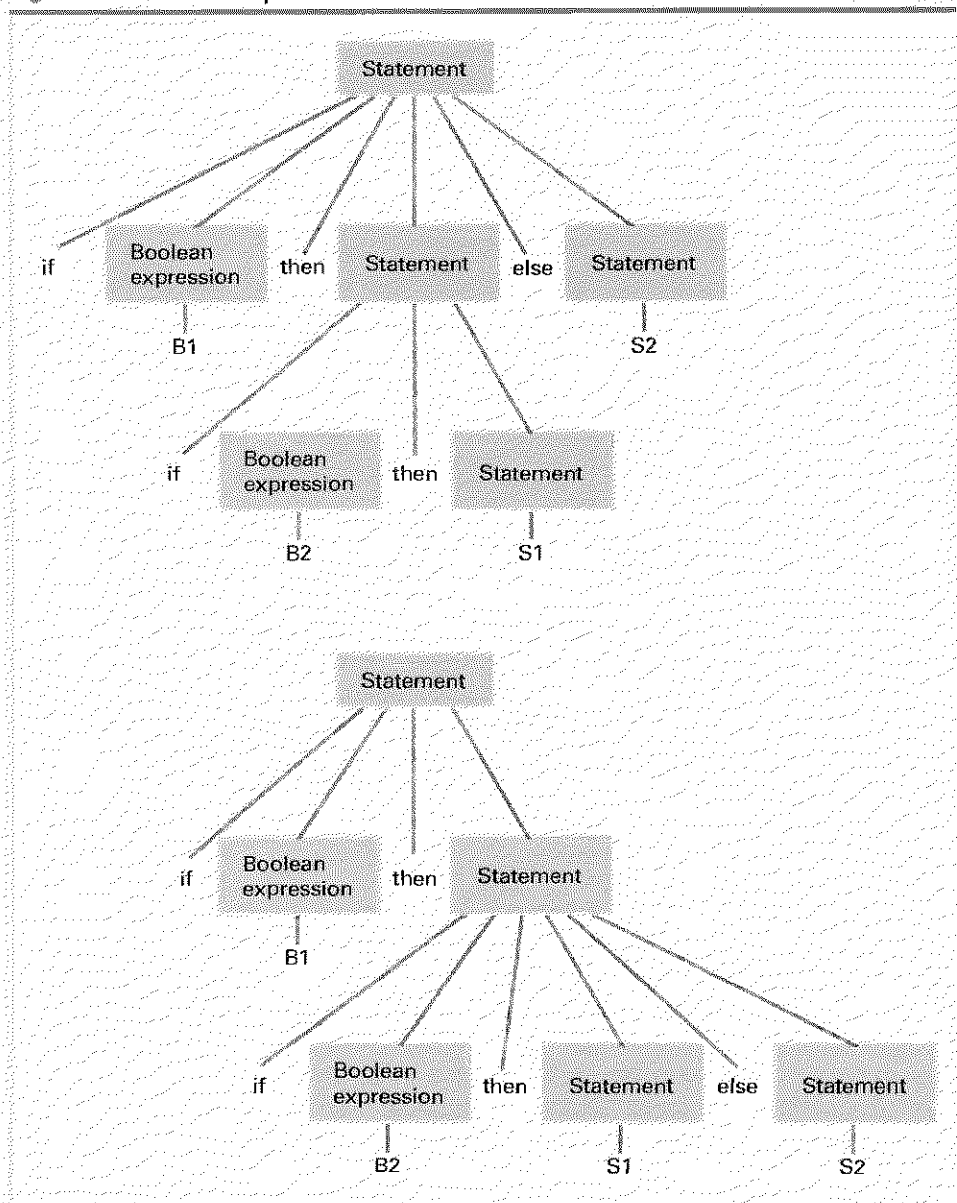 Statement
if Boolean expression then Statement else Statement
B1 S2
if Boolean expression then Statement
B2 S1
Statement
if Boolean expression then Statement
B1
if Boolean expression then Statement else Statement
B2 S1 S2